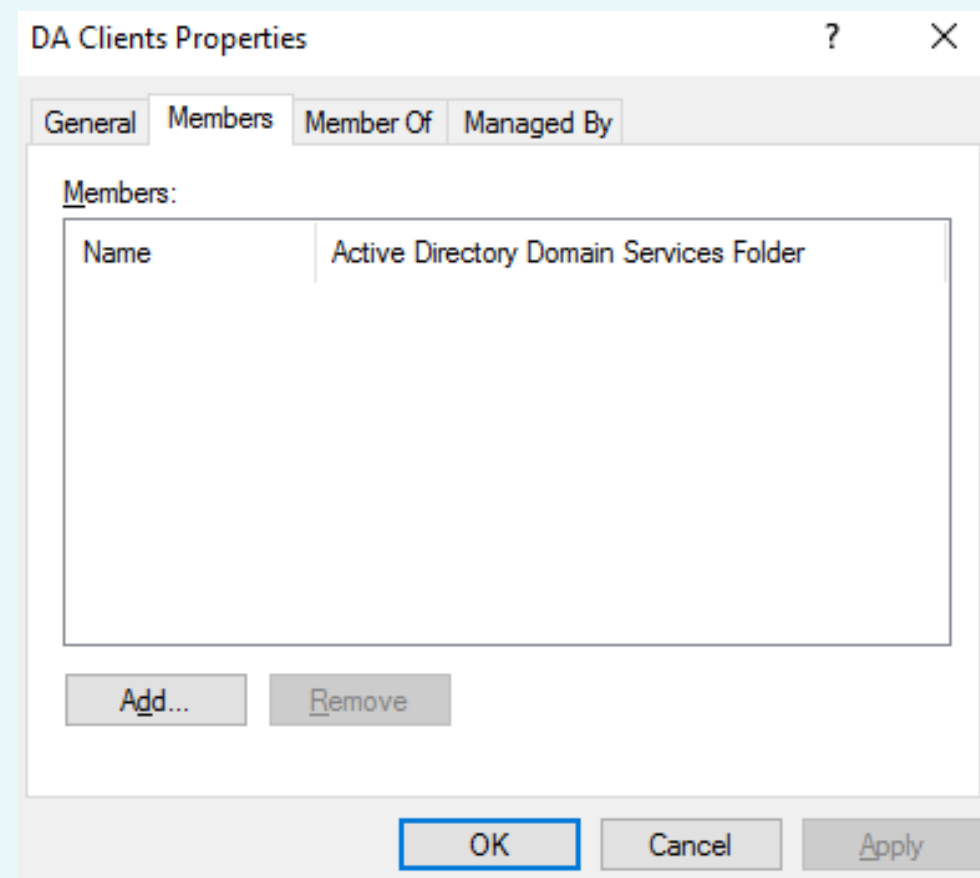 DA Clients Properties ? ×
General Members Member Of Managed By
Members:
Name Active Directory Domain Services Folder
Add... Remove
OK Cancel Apply